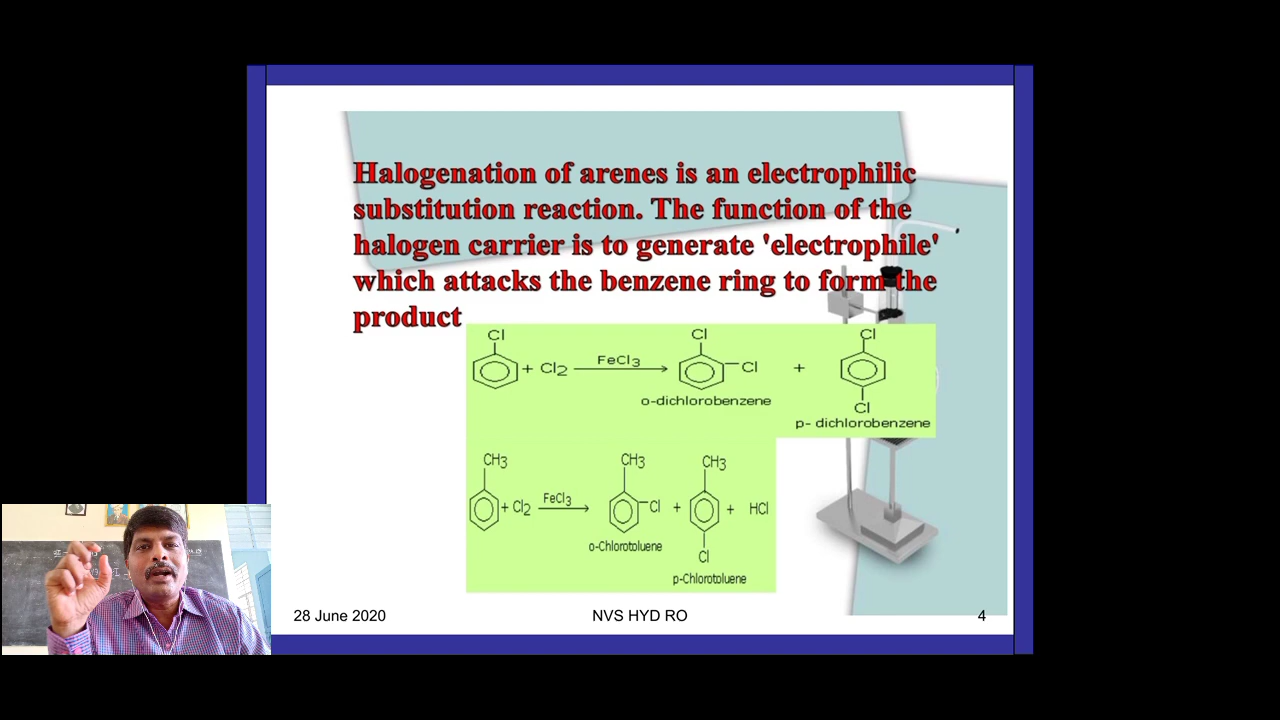 Halogenation of arenes is an electrophilic
substitution reaction. The function of the
halogen carrier is to generate 'electrophile'
which attacks the benzene ring to form the
product
Cl
+ Cl2 FeCl3 Cl Cl + Cl Cl
o-dichlorobenzene
p- dichlorobenzene
CH3 CH3 CH3
+ Cl2 FeCl3 Cl + + HCl
o-Chlorotoluene
Cl
p-Chlorotoluene
28 June 2020 NVS HYD RO 4